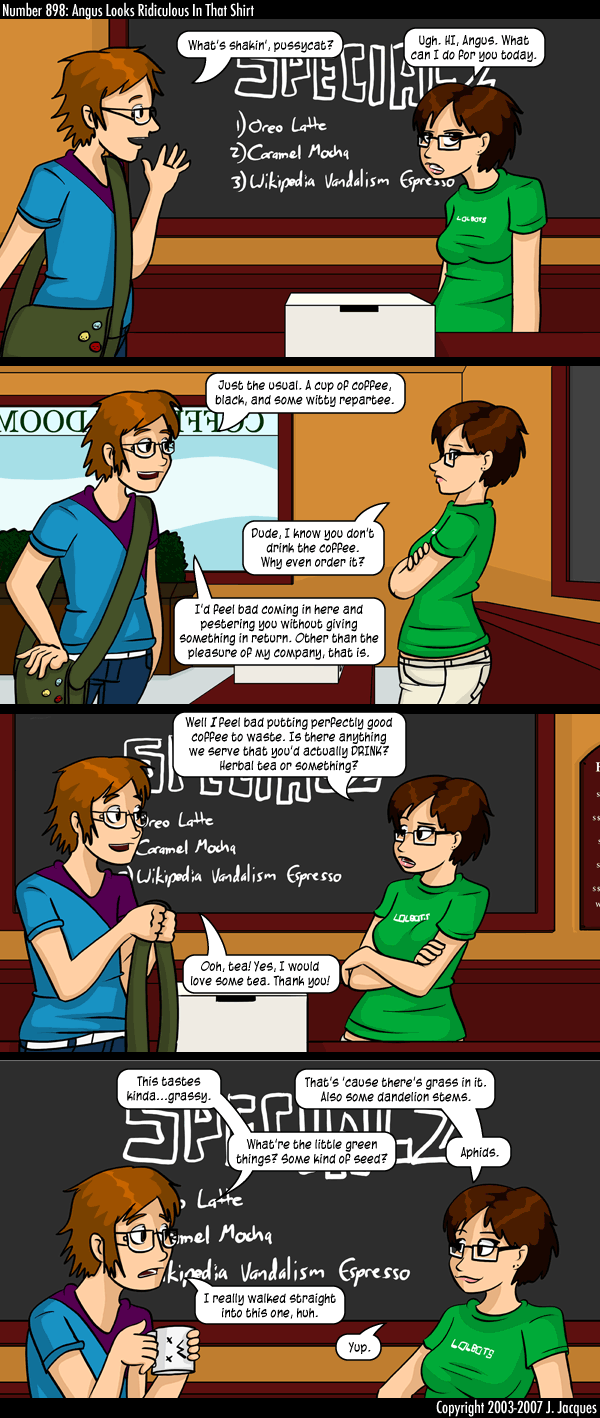 Number 898: Angus Looks Ridiculous In That Shirt
What's shakin', pussycat?
Ugh. HI, Angus. What
can I do for you today.
SPECIALZ
1) Oreo Latte
2) Caramel Mocha
3) Wikipedia Vandalism Espresso
LOLBOTS
Just the usual. A cup of coffee,
black, and some witty repartee.
COFF
DOOM
Dude, I know you don't
drink the coffee.
Why even order it?
I'd feel bad coming in here and
pestering you without giving
something in return. Other than the
pleasure of my company, that is.
LOLBOTS
Well I feel bad putting perfectly good
coffee to waste. Is there anything
we serve that you'd actually DRINK?
Herbal tea or something?
SPECIALZ
Oreo Latte
Caramel Mocha
Wikipedia Vandalism Espresso
LOLBOTS
Ooh, tea! Yes, I would
love some tea. Thank you!
This tastes
kinda...grassy.
That's 'cause there's grass in it.
Also some dandelion stems.
What're the little green
things? Some kind of seed?
Aphids.
SPECIALZ
Latte
mel Mocha
kipedia Vandalism Espresso
I really walked straight
into this one, huh.
Yup.
LOLBOTS
Copyright 2003-2007 J. Jacques